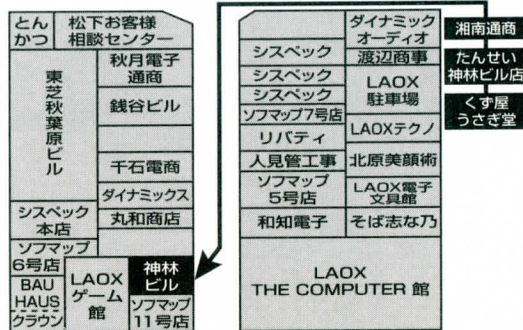 とん
かつ
松下お客様
相談センター
秋月電子
通商
東芝秋葉原ビル
銭谷ビル
千石電商
ダイナミックス
シスペック
本店
丸和商店
ソフマップ
6号店
BAU
HAUS
クラウン
LAOX
ゲーム
館
神林
ビル
ソフマップ
11号店
ダイナミック
オーディオ
シスペック
渡辺商事
シスペック
シスペック
LAOX
駐車場
ソフマップ7号店
リバティ
LAOXテクノ
人見管工事
北原美顔術
ソフマップ
5号店
LAOX電子
文具館
和知電子
そば志な乃
LAOX
THE COMPUTER 館
湘南通商
たんせい
神林ビル店
くず屋
うさぎ堂